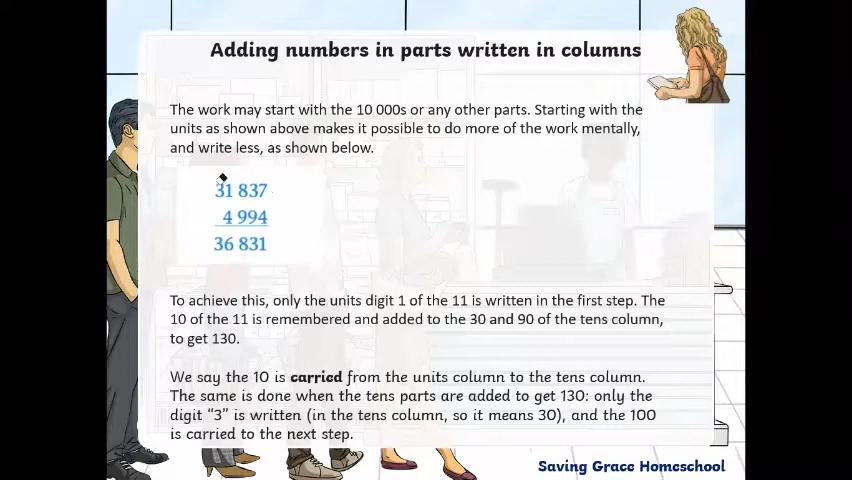 Adding numbers in parts written in columns
The work may start with the 10 000s or any other parts. Starting with the
units as shown above makes it possible to do more of the work mentally,
and write less, as shown below.
31 837
4 994
36 831
To achieve this, only the units digit 1 of the 11 is written in the first step. The
10 of the 11 is remembered and added to the 30 and 90 of the tens column,
to get 130.
We say the 10 is carried from the units column to the tens column.
The same is done when the tens parts are added to get 130: only the
digit “3” is written (in the tens column, so it means 30), and the 100
is carried to the next step.
Saving Grace Homeschool